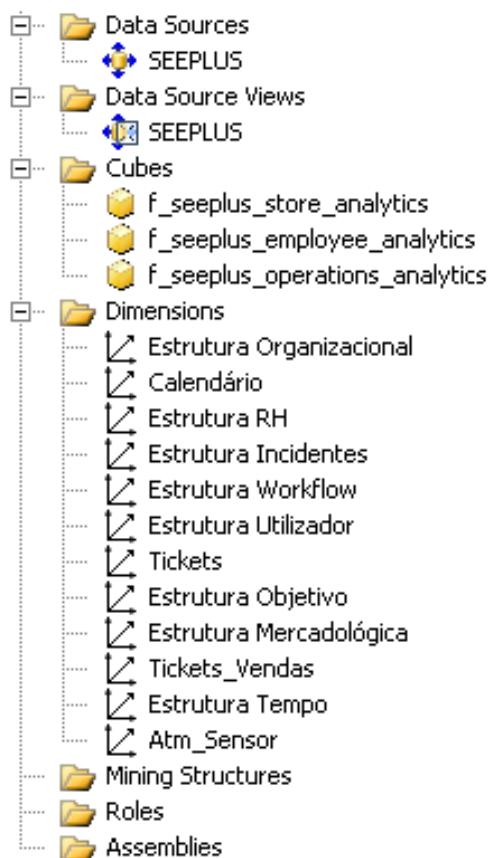 Data Sources
SEEPLUS
Data Source Views
SEEPLUS
Cubes
f_seeplus_store_analytics
f_seeplus_employee_analytics
f_seeplus_operations_analytics
Dimensions
Estrutura Organizacional
Calendário
Estrutura RH
Estrutura Incidentes
Estrutura Workflow
Estrutura Utilizador
Tickets
Estrutura Objetivo
Estrutura Mercadológica
Tickets_Vendas
Estrutura Tempo
Atm_Sensor
Mining Structures
Roles
Assemblies